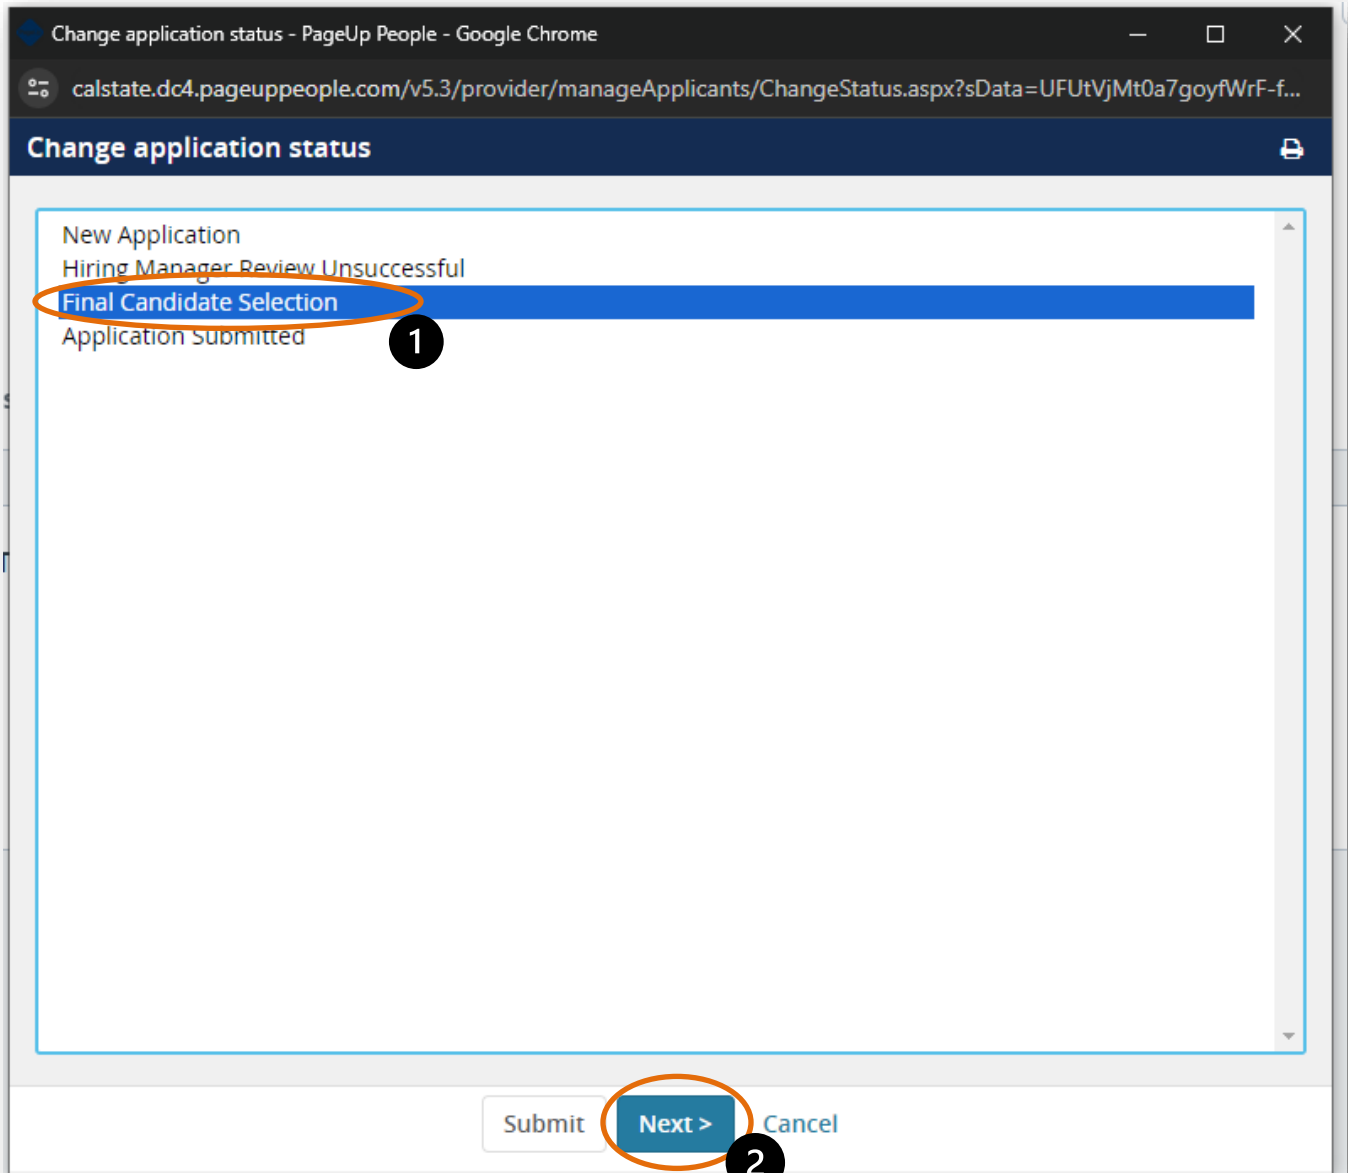 Change application status - PageUp People - Google Chrome
calstate.dc4.pageuppeople.com/v5.3/provider/manageApplicants/ChangeStatus.aspx?sData=UFUtVjMt0a7goyfWrF-f...
Change application status
New Application
Hiring Manager Review Unsuccessful
Final Candidate Selection
Application Submitted
1
Submit Next > Cancel
2